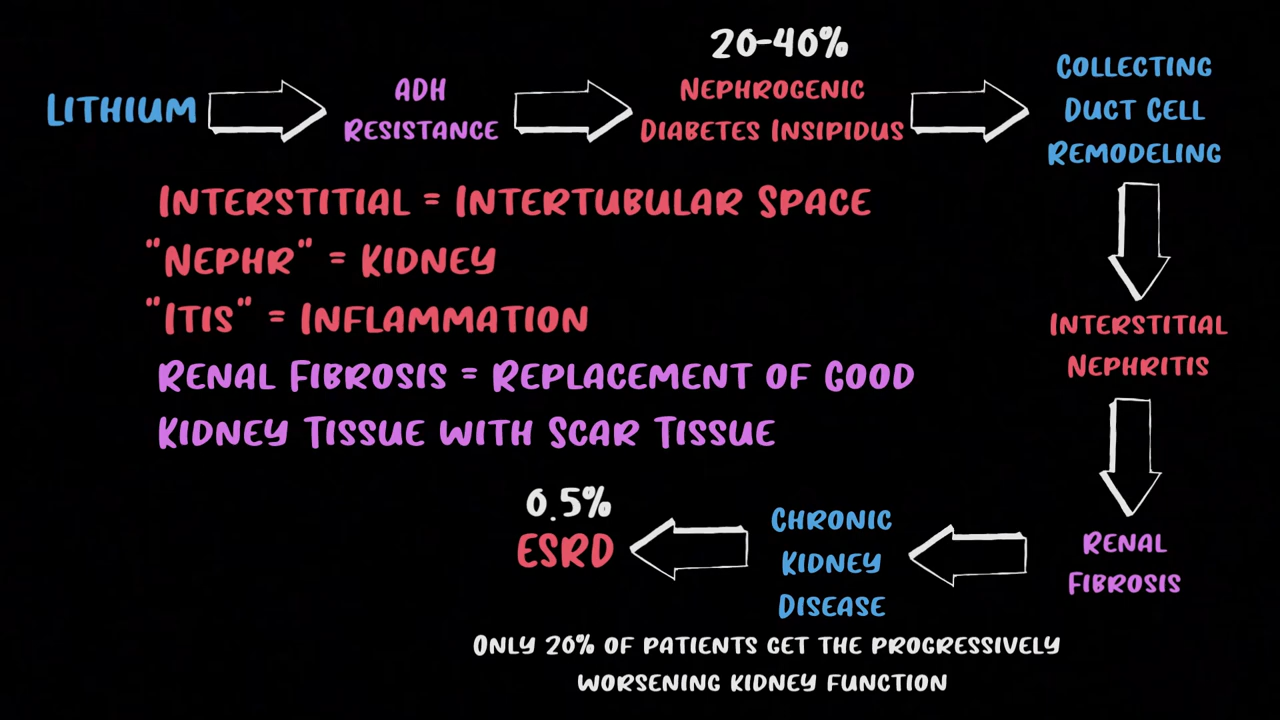 Lithium
ADH
Resistance
20-40%
Nephrogenic
Diabetes Insipidus
Collecting
Duct Cell
Remodeling
Interstitial = Intertubular Space
"Nephr" = Kidney
"Itis" = Inflammation
Renal Fibrosis = Replacement of Good
Kidney Tissue with Scar Tissue
Interstitial
Nephritis
Renal
Fibrosis
Chronic
Kidney
Disease
0.5%
ESRD
Only 20% of patients get the progressively
worsening kidney function